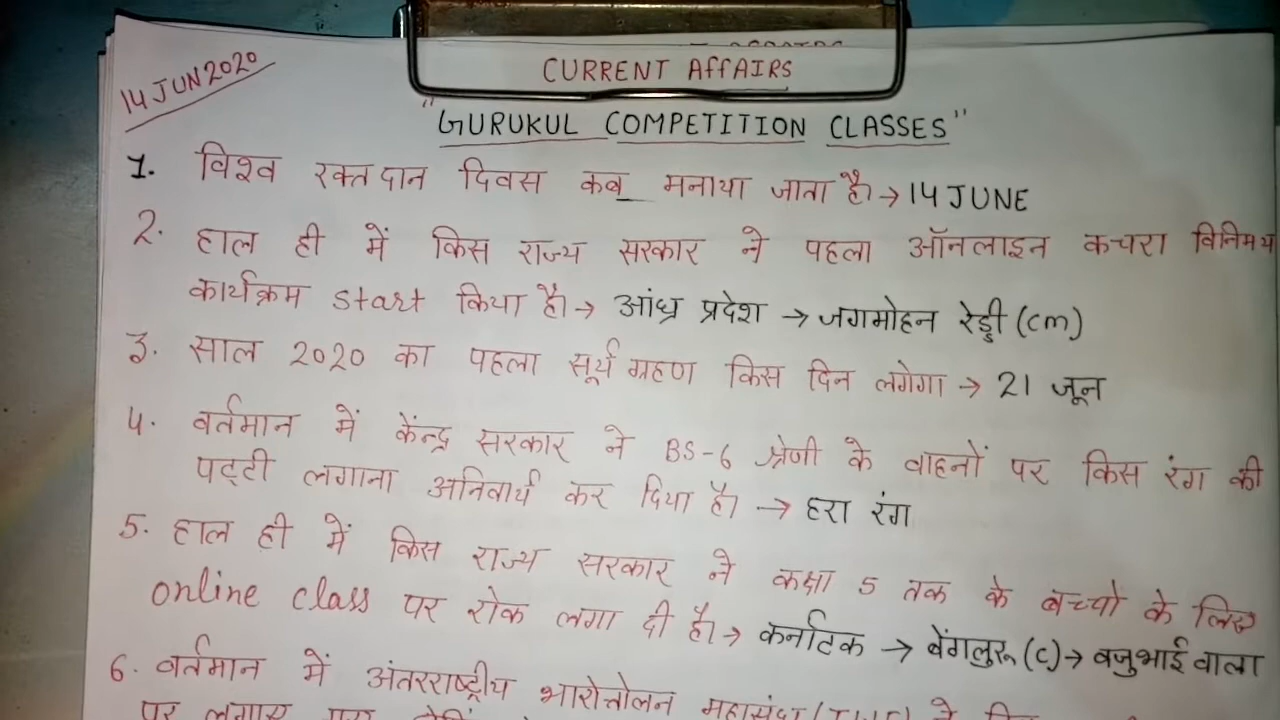 CURRENT AFFAIRS
14 JUN 2020
"GURUKUL COMPETITION CLASSES"
1. विश्व रक्तदान दिवस कब मनाया जाता है। → 14 JUNE
2. हाल ही में किस राज्य सरकार ने पहला ऑनलाइन कचरा विनिमय
कार्यक्रम start किया है। → आंध्र प्रदेश → जगमोहन रेड्डी (cm)
3. साल 2020 का पहला सूर्य ग्रहण किस दिन लगेगा → 21 जून
4. वर्तमान में केंन्द्र सरकार ने BS-6 श्रेणी के वाहनों पर किस रंग की
पट्टी लगाना अनिवार्य कर दिया है। → हरा रंग
5. हाल ही में किस राज्य सरकार ने कक्षा 5 तक के बच्चो के लिए
online class पर रोक लगा दी है। → कर्नाटक → बेंगलुरू (c) → वजुभाई वाला
6. वर्तमान में अंतरराष्ट्रीय भारोत्तोलन महासंघ
पर